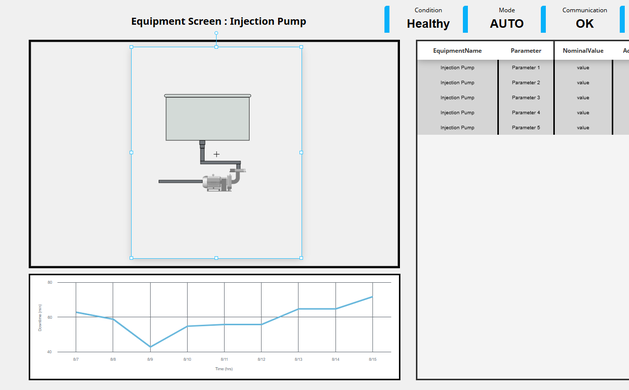 Equipment Screen : Injection Pump
Condition
Healthy
Mode
AUTO
Communication
OK
EquipmentName Parameter NominalValue
Injection Pump Parameter 1 value
Injection Pump Parameter 2 value
Injection Pump Parameter 3 value
Injection Pump Parameter 4 value
Injection Pump Parameter 5 value
8/7 8/8 8/9 8/10 8/11 8/12 8/13 8/14 8/15
Time (hrs)